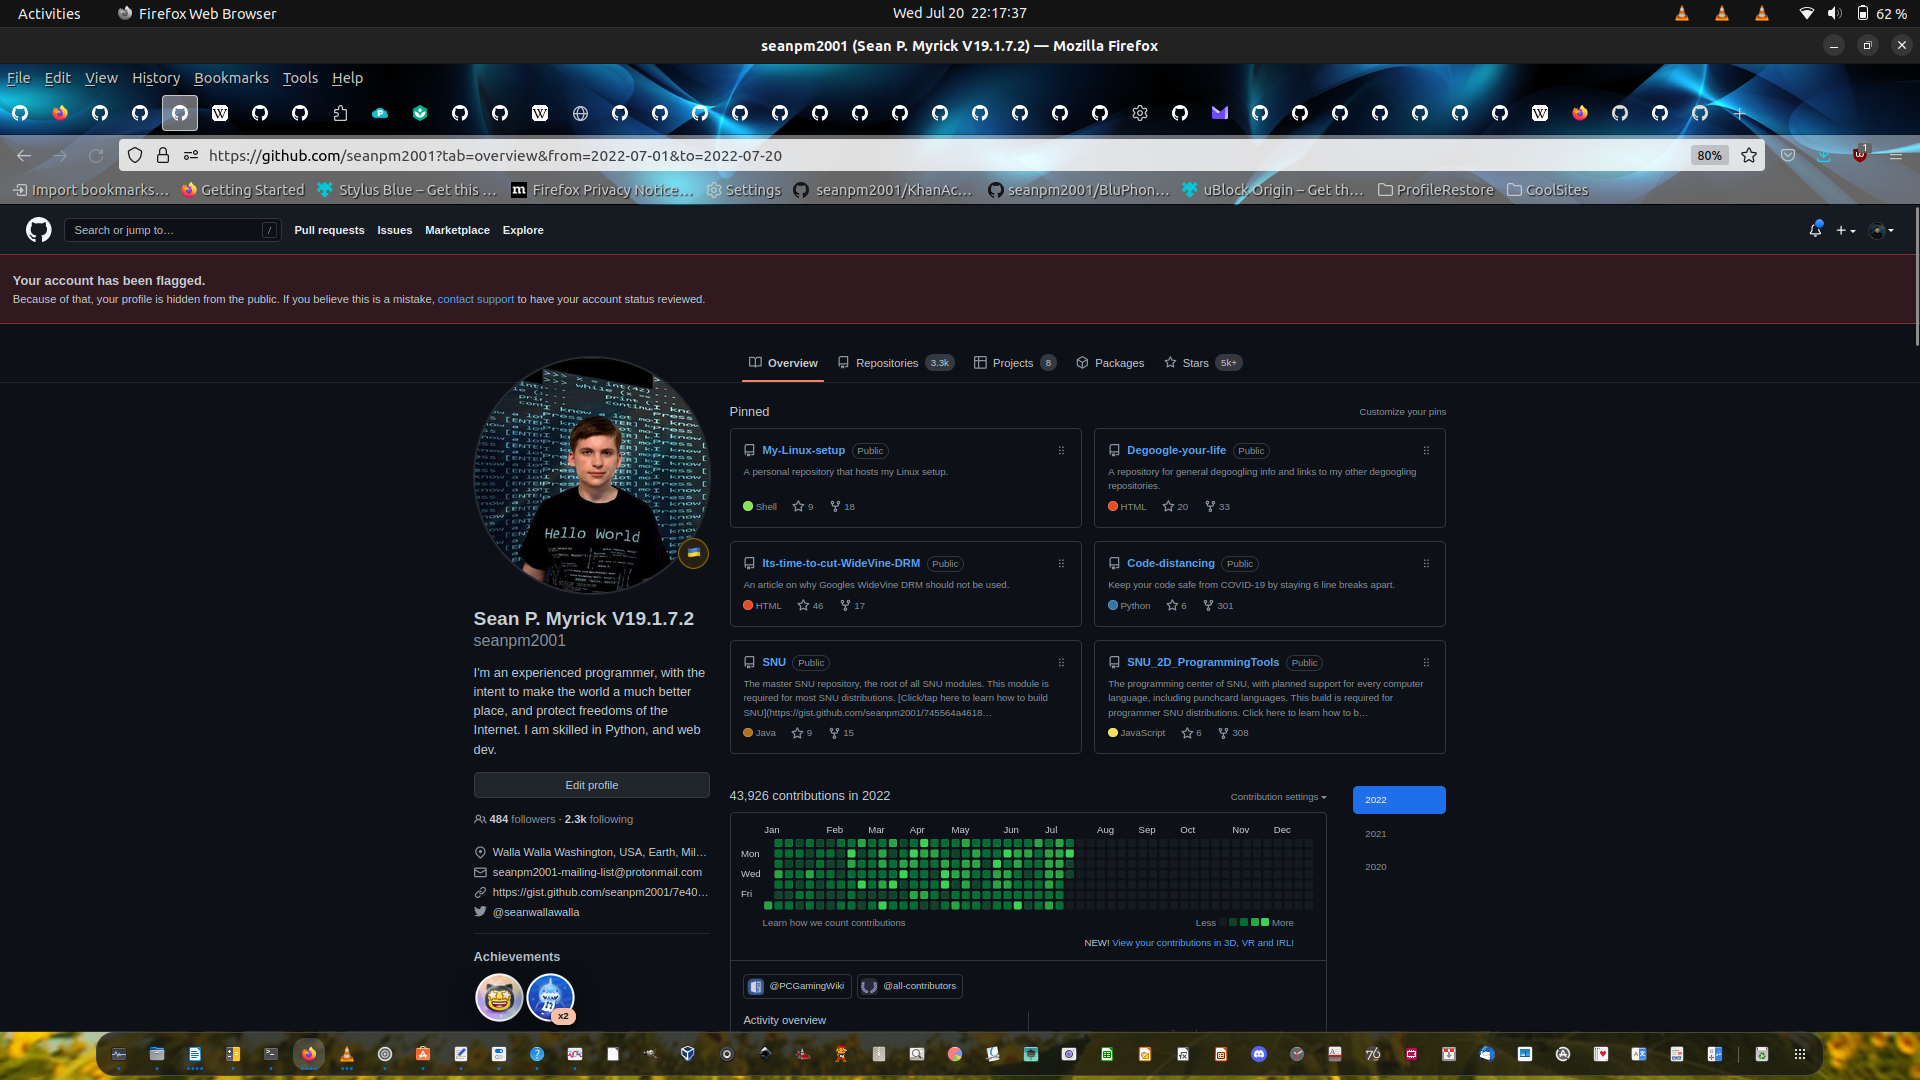 Activities
Firefox Web Browser
Wed Jul 20 22:17:37
62 %
seanpm2001 (Sean P. Myrick V19.1.7.2) — Mozilla Firefox
File Edit View History Bookmarks Tools Help
https://github.com/seanpm2001?tab=overview&from=2022-07-01&to=2022-07-20
80%
1
Import bookmarks…
Getting Started
Stylus Blue – Get this …
Firefox Privacy Notice…
Settings
seanpm2001/KhanAc…
seanpm2001/BluPhon…
uBlock Origin – Get th…
ProfileRestore
CoolSites
Search or jump to…
/
Pull requests
Issues
Marketplace
Explore
Your account has been flagged.
Because of that, your profile is hidden from the public. If you believe this is a mistake, contact support to have your account status reviewed.
Overview
Repositories 3.3k
Projects 8
Packages
Stars 5k+
Hello World
Sean P. Myrick V19.1.7.2
seanpm2001
I'm an experienced programmer, with the
intent to make the world a much better
place, and protect freedoms of the
Internet. I am skilled in Python, and web
dev.
Edit profile
484 followers · 2.3k following
Walla Walla Washington, USA, Earth, Mil…
seanpm2001-mailing-list@protonmail.com
https://gist.github.com/seanpm2001/7e40…
@seanwallawalla
Achievements
x2
Pinned
Customize your pins
My-Linux-setup Public
A personal repository that hosts my Linux setup.
Shell 9 18
Degoogle-your-life Public
A repository for general degoogling info and links to my other degoogling
repositories.
HTML 20 33
Its-time-to-cut-WideVine-DRM Public
An article on why Googles WideVine DRM should not be used.
HTML 46 17
Code-distancing Public
Keep your code safe from COVID-19 by staying 6 line breaks apart.
Python 6 301
SNU Public
The master SNU repository, the root of all SNU modules. This module is
required for most SNU distributions. [Click/tap here to learn how to build
SNU](https://gist.github.com/seanpm2001/745564a4618…
Java 9 15
SNU_2D_ProgrammingTools Public
The programming center of SNU, with planned support for every computer
language, including punchcard languages. This build is required for
programmer SNU distributions. Click here to learn how to b…
JavaScript 6 308
43,926 contributions in 2022
Contribution settings
2022
2021
2020
Jan Feb Mar Apr May Jun Jul Aug Sep Oct Nov Dec
Mon
Wed
Fri
Learn how we count contributions
Less More
NEW! View your contributions in 3D, VR and IRL!
@PCGamingWiki
@all-contributors
Activity overview
76